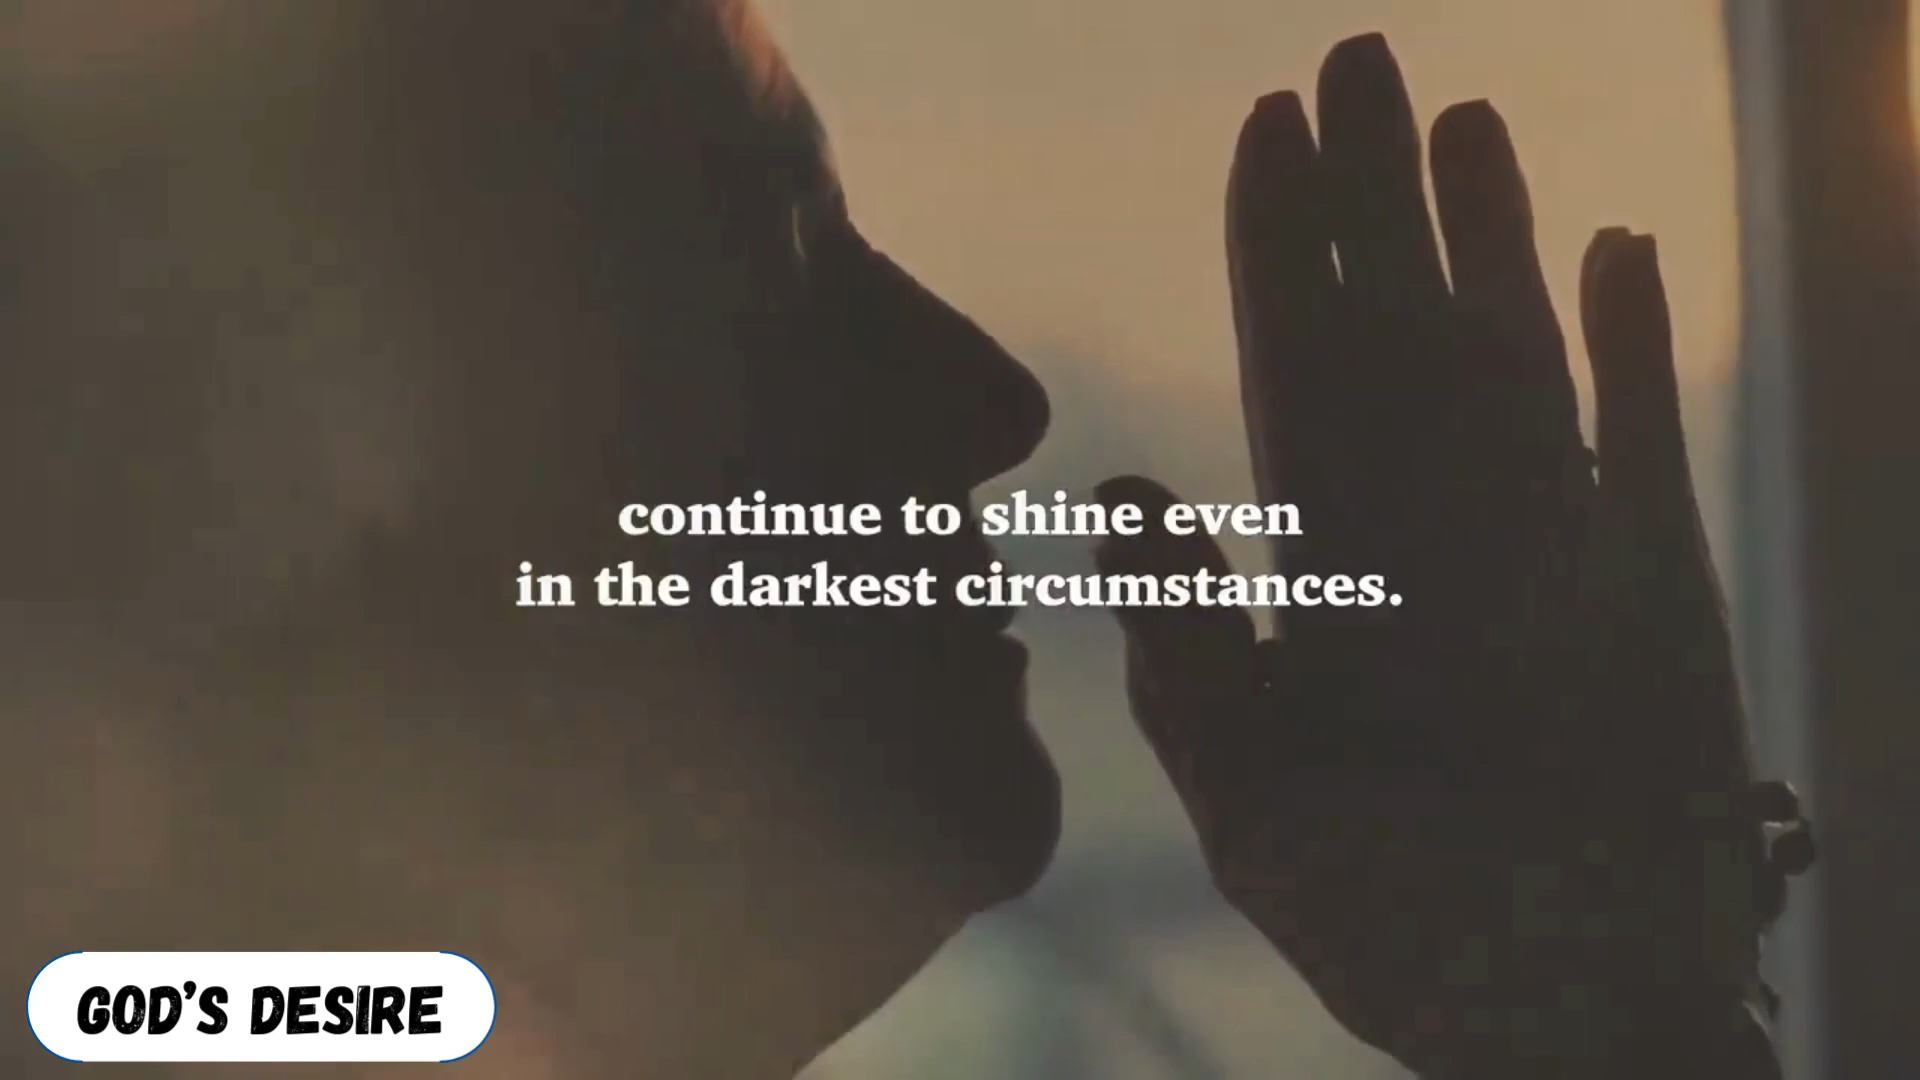 continue to shine even
in the darkest circumstances.
GOD'S DESIRE